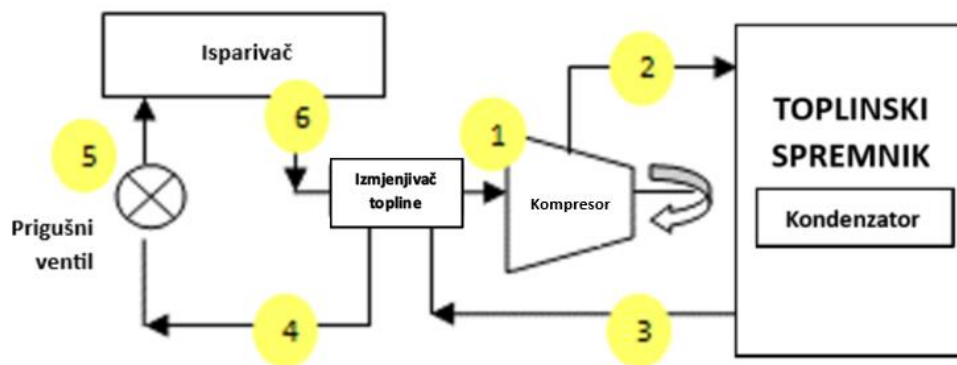 Isparivač
2
6
1
TOPLINSKI
SPREMNIK
5
Izmjenjivač
topline
Kompresor
Kondenzator
Prigušni
ventil
4
3